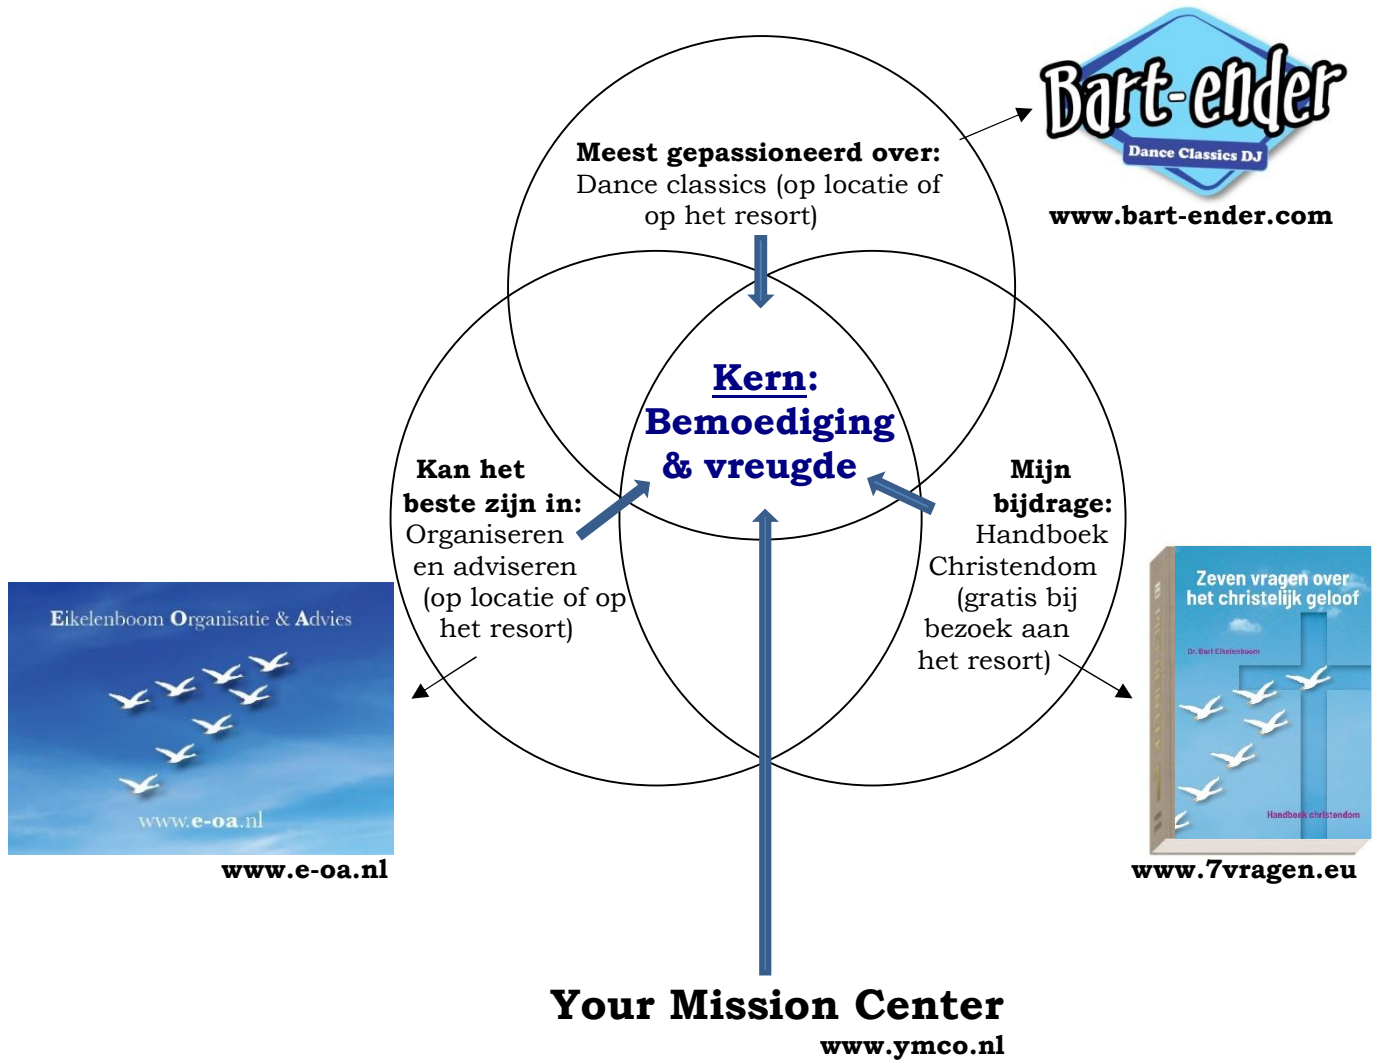 Bart-ender
Dance Classics DJ
www.bart-ender.com
Meest gepassioneerd over:
Dance classics (op locatie of
op het resort)
Kern:
Bemoediging
& vreugde
Kan het
beste zijn in:
Organiseren
en adviseren
(op locatie of op
het resort)
Mijn
bijdrage:
Handboek
Christendom
(gratis bij
bezoek aan
het resort)
Eikelenboom Organisatie & Advies
www.e-oa.nl
www.e-oa.nl
Zeven vragen over
het christelijk geloof
Dr. Bart Eikelenboom
Handboek christendom
www.7vragen.eu
Your Mission Center
www.ymco.nl